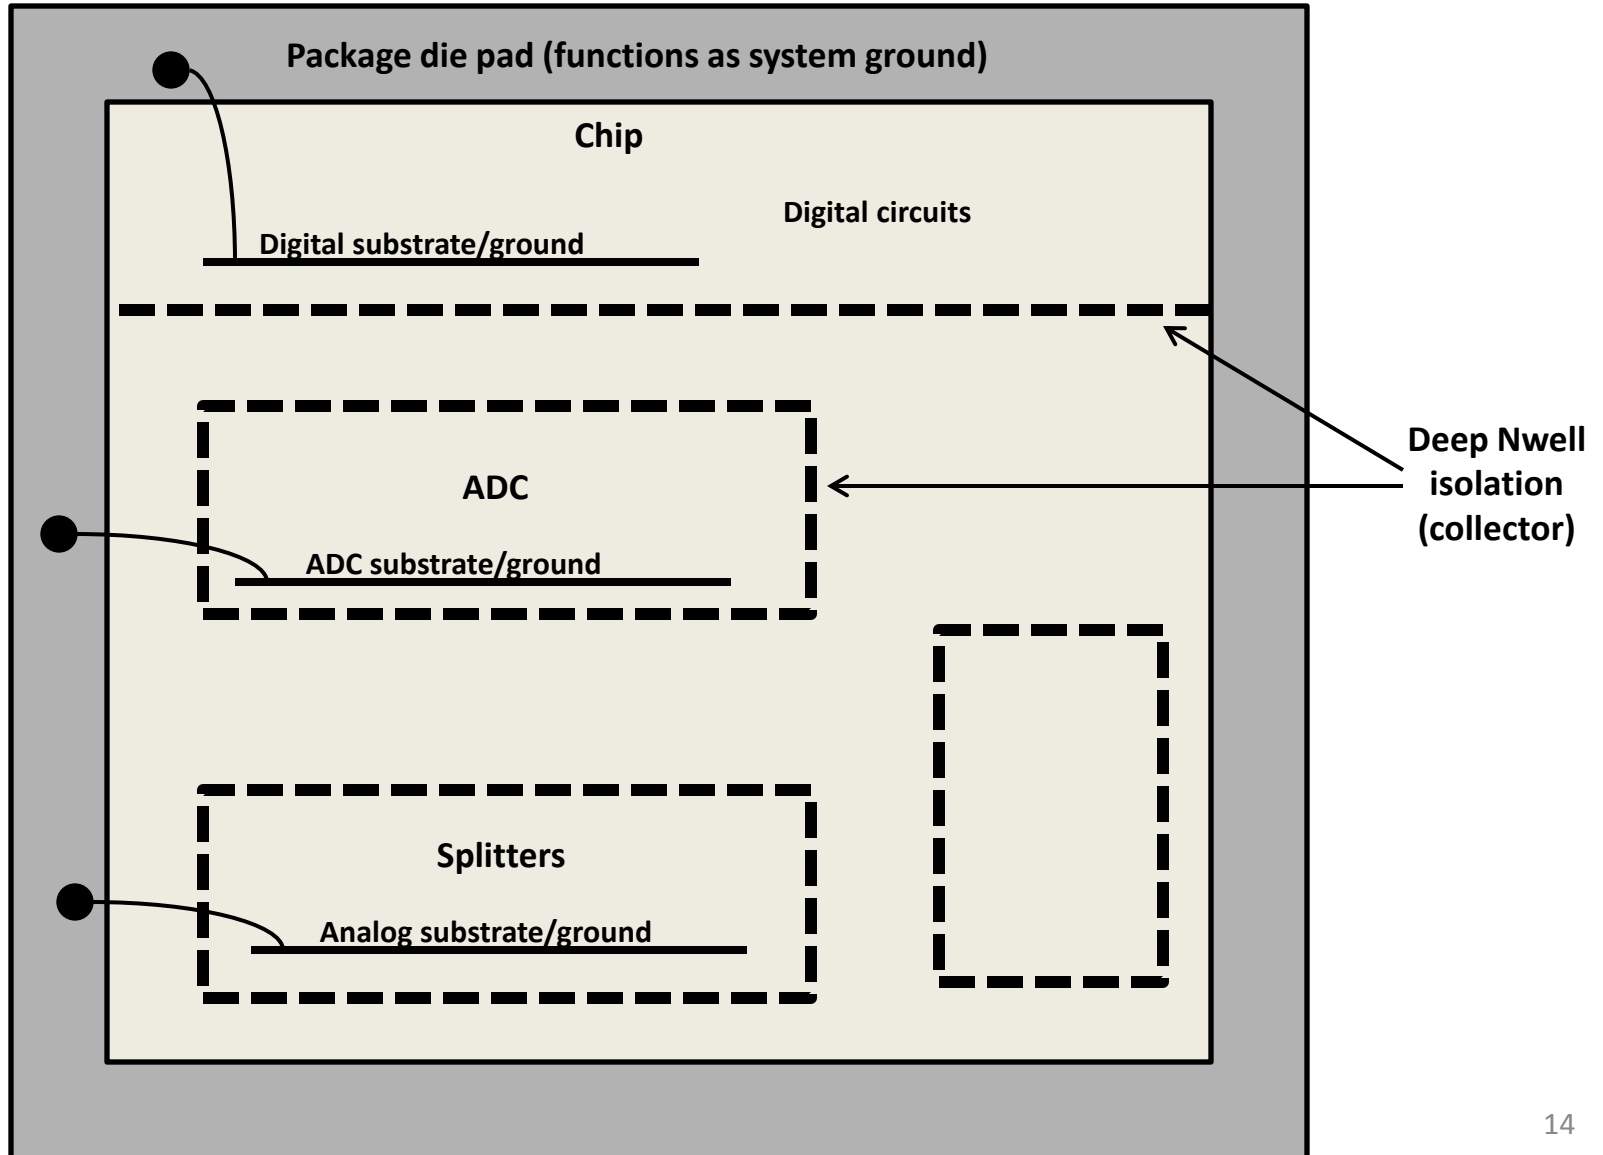 Package die pad (functions as system ground)
Chip
Digital circuits
Digital substrate/ground
ADC
ADC substrate/ground
Deep Nwell
isolation
(collector)
Splitters
Analog substrate/ground
14